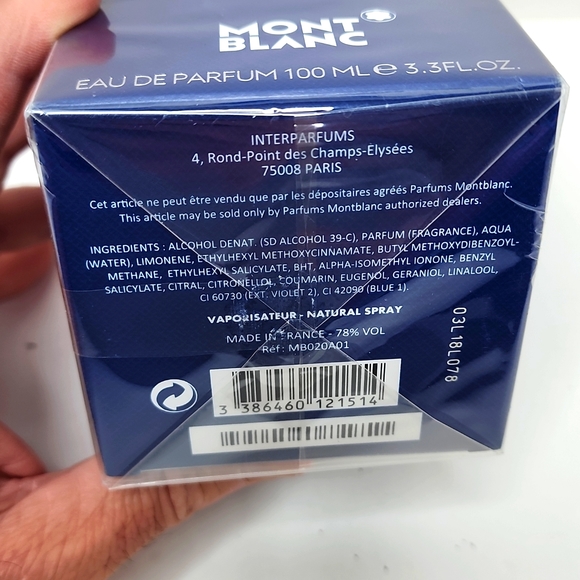 MONT
BLANC
EAU DE PARFUM 100 ML ℮ 3.3FL.OZ.
INTERPARFUMS
4, Rond-Point des Champs-Elysées
75008 PARIS
Cet article ne peut être vendu que par les dépositaires agréés Parfums Montblanc.
This article may be sold only by Parfums Montblanc authorized dealers.
INGREDIENTS : ALCOHOL DENAT. (SD ALCOHOL 39-C), PARFUM (FRAGRANCE), AQUA
(WATER), LIMONENE, ETHYLHEXYL METHOXYCINNAMATE, BUTYL METHOXYDIBENZOYL-
METHANE, ETHYLHEXYL SALICYLATE, BHT, ALPHA-ISOMETHYL IONONE, BENZYL
SALICYLATE, CITRAL, CITRONELLOL, COUMARIN, EUGENOL, GERANIOL, LINALOOL,
CI 60730 (EXT. VIOLET 2), CI 42090 (BLUE 1).
VAPORISATEUR - NATURAL SPRAY
MADE IN FRANCE - 78% VOL
Réf: MB020A01
03L18L078
3 386460 121514